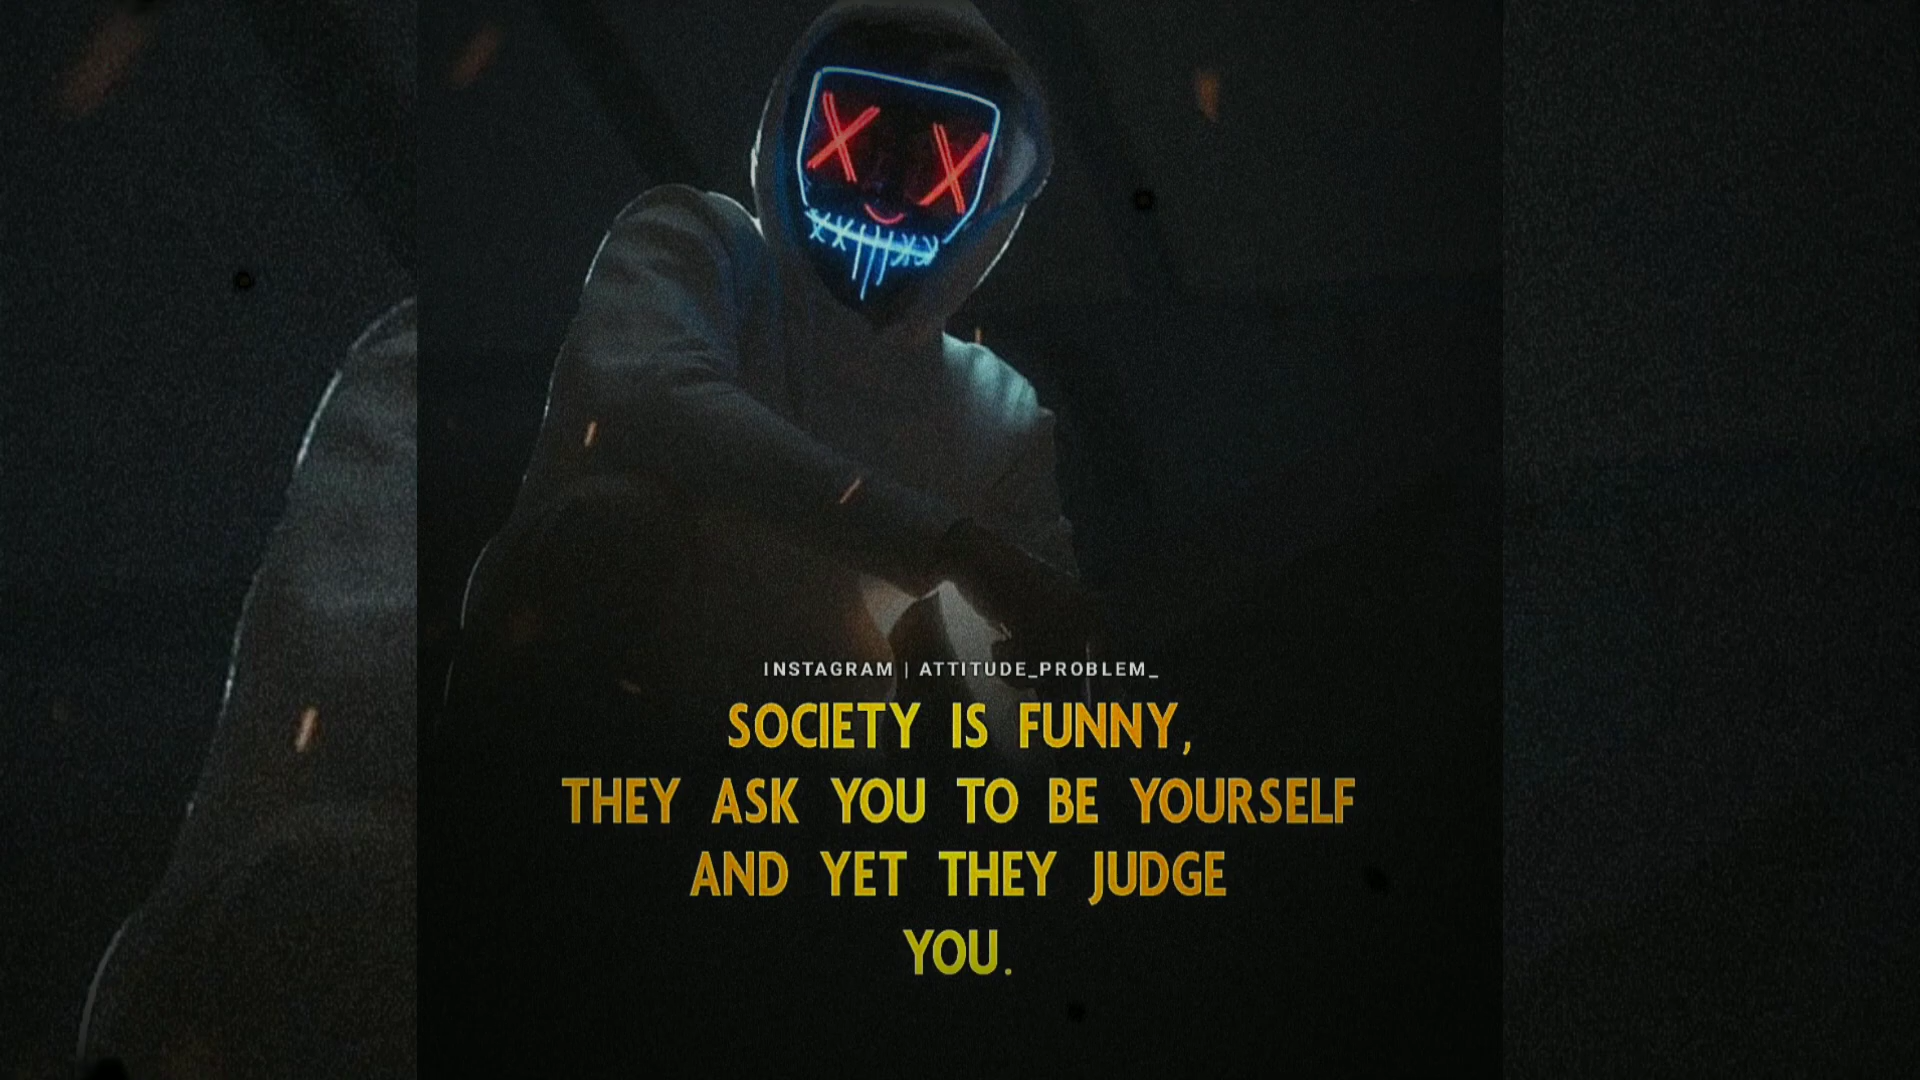 INSTAGRAM | ATTITUDE_PROBLEM_
SOCIETY IS FUNNY,
THEY ASK YOU TO BE YOURSELF
AND YET THEY JUDGE
YOU.